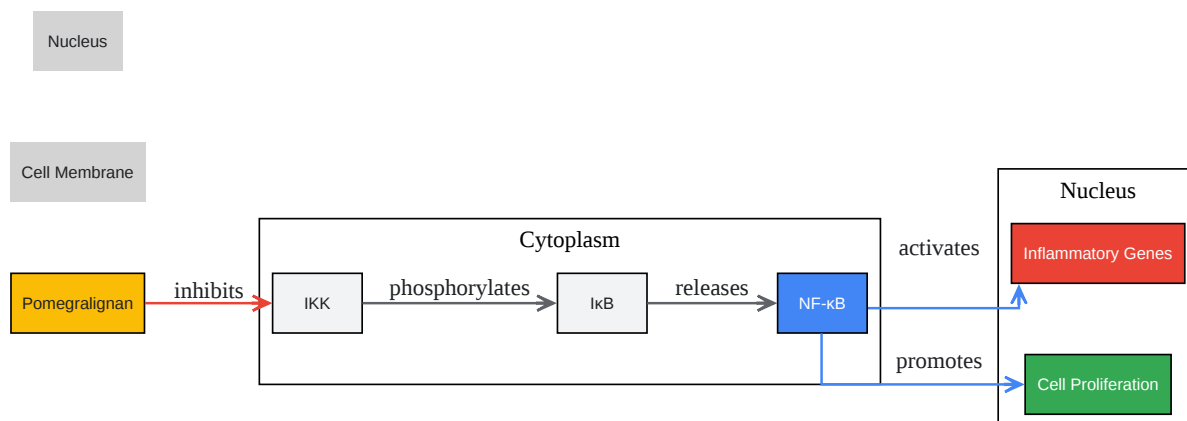 Nucleus
Cell Membrane
Nucleus
Cytoplasm
activates
Inflammatory Genes
Pomegralignan
inhibits
IKK
phosphorylates
IκB
releases
NF-κB
promotes
Cell Proliferation